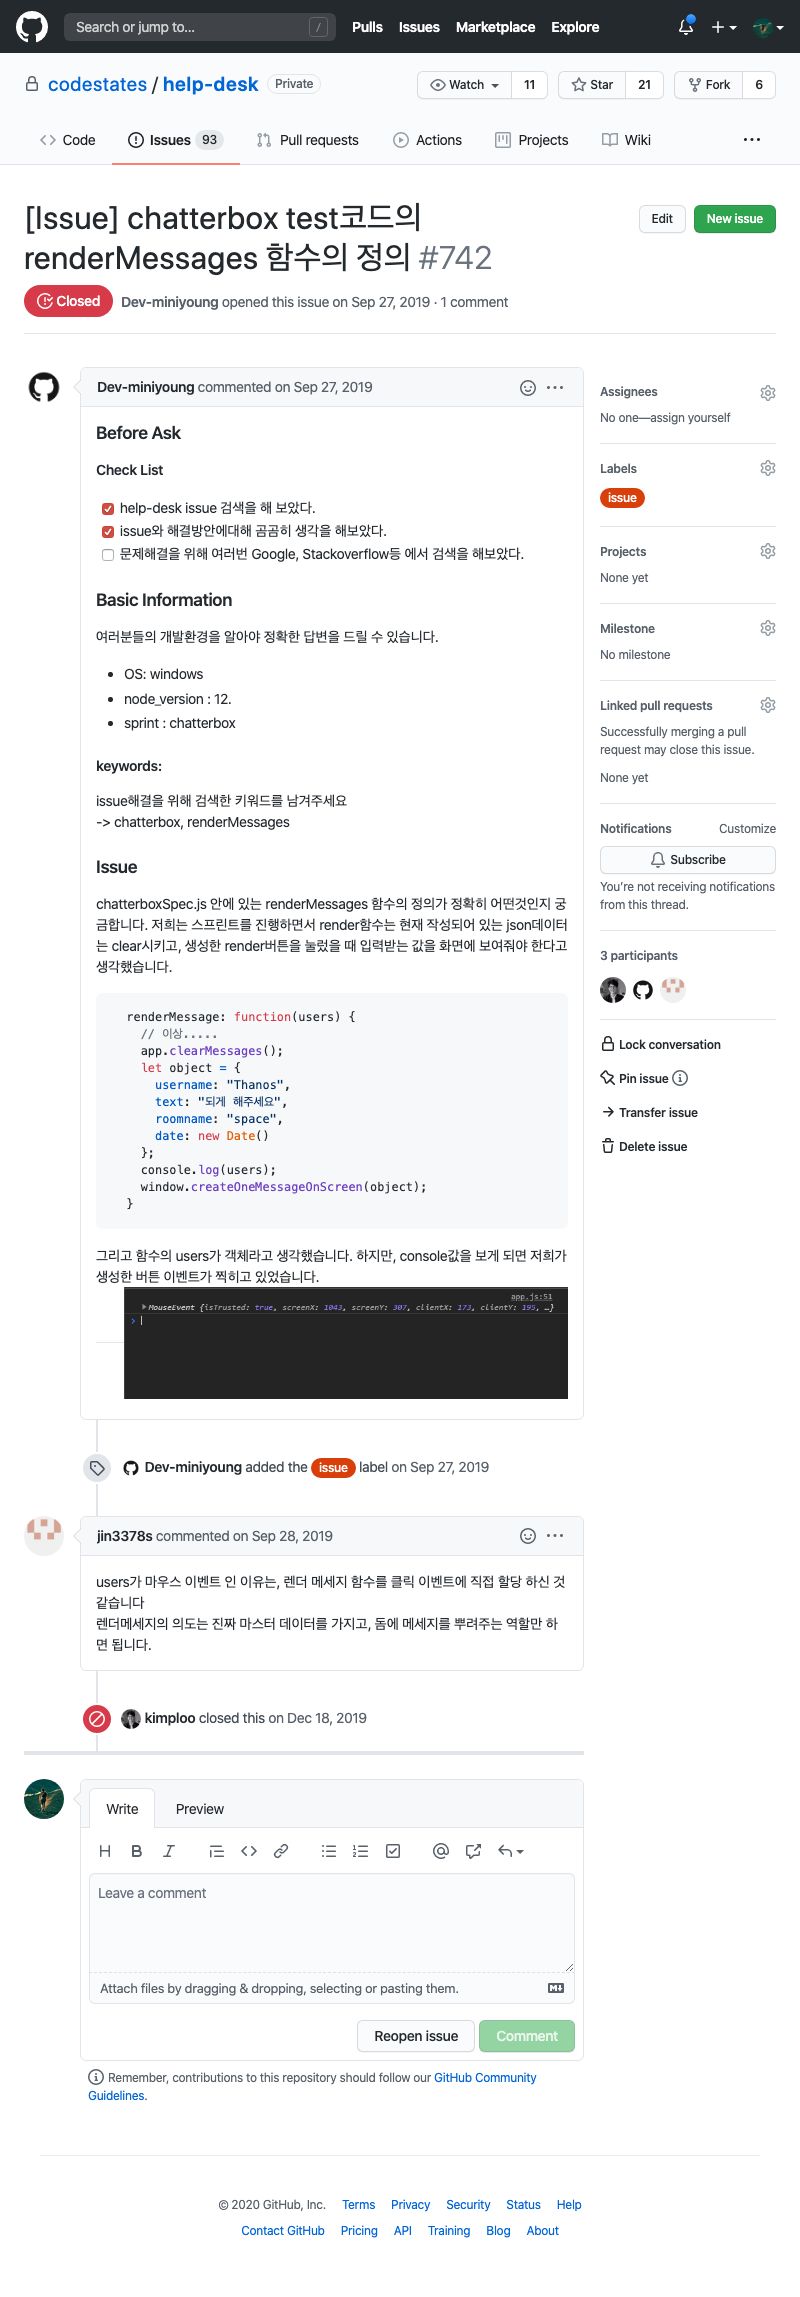 Search or jump to...
/
Pulls
Issues
Marketplace
Explore
codestates / help-desk Private
Watch 11
Star 21
Fork 6
Code
Issues 93
Pull requests
Actions
Projects
Wiki
[Issue] chatterbox test코드의
renderMessages 함수의 정의 #742
Edit
New issue
Closed
Dev-miniyoung opened this issue on Sep 27, 2019 · 1 comment
Dev-miniyoung commented on Sep 27, 2019
Before Ask
Check List
help-desk issue 검색을 해 보았다.
issue와 해결방안에대해 곰곰히 생각을 해보았다.
문제해결을 위해 여러번 Google, Stackoverflow등 에서 검색을 해보았다.
Basic Information
여러분들의 개발환경을 알아야 정확한 답변을 드릴 수 있습니다.
OS: windows
node_version : 12.
sprint : chatterbox
keywords:
issue해결을 위해 검색한 키워드를 남겨주세요
-> chatterbox, renderMessages
Issue
chatterboxSpec.js 안에 있는 renderMessages 함수의 정의가 정확히 어떤것인지 궁
금합니다. 저희는 스프린트를 진행하면서 render함수는 현재 작성되어 있는 json데이터
는 clear시키고, 생성한 render버튼을 눌렀을 때 입력받는 값을 화면에 보여줘야 한다고
생각했습니다.
renderMessage: function(users) {
// 이상.....
app.clearMessages();
let object = {
username: "Thanos",
text: "되게 해주세요",
roomname: "space",
date: new Date()
};
console.log(users);
window.createOneMessageOnScreen(object);
}
그리고 함수의 users가 객체라고 생각했습니다. 하지만, console값을 보게 되면 저희가
생성한 버튼 이벤트가 찍히고 있었습니다.
app.js:51
MouseEvent {isTrusted: true, screenX: 1043, screenY: 307, clientX: 173, clientY: 195, …}
Dev-miniyoung added the issue label on Sep 27, 2019
jin3378s commented on Sep 28, 2019
users가 마우스 이벤트 인 이유는, 렌더 메세지 함수를 클릭 이벤트에 직접 할당 하신 것
같습니다
렌더메세지의 의도는 진짜 마스터 데이터를 가지고, 돔에 메세지를 뿌려주는 역할만 하
면 됩니다.
kimploo closed this on Dec 18, 2019
Write
Preview
Leave a comment
Attach files by dragging & dropping, selecting or pasting them.
Reopen issue
Comment
Remember, contributions to this repository should follow our GitHub Community
Guidelines.
Assignees
No one—assign yourself
Labels
issue
Projects
None yet
Milestone
No milestone
Linked pull requests
Successfully merging a pull
request may close this issue.
None yet
Notifications
Customize
Subscribe
You're not receiving notifications
from this thread.
3 participants
Lock conversation
Pin issue
Transfer issue
Delete issue
© 2020 GitHub, Inc.
Terms
Privacy
Security
Status
Help
Contact GitHub
Pricing
API
Training
Blog
About